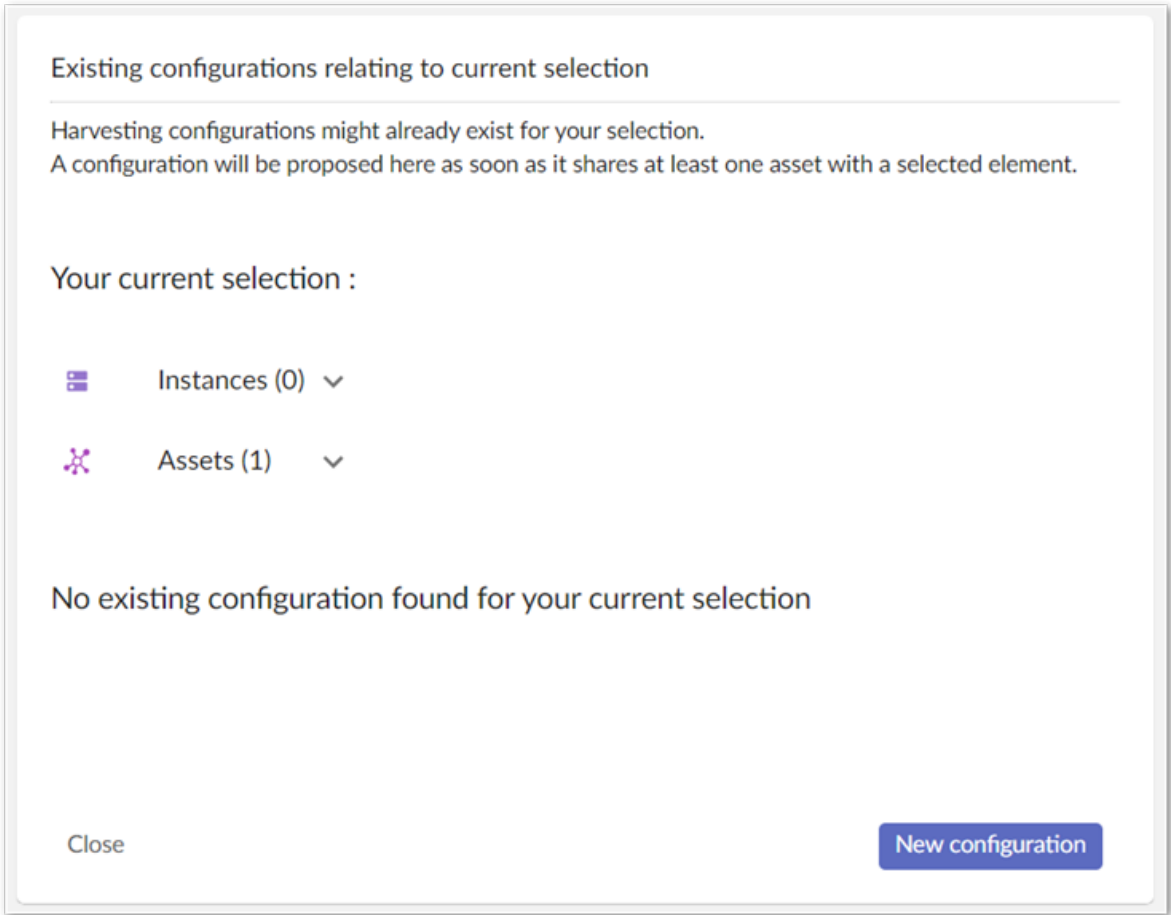 Existing configurations relating to current selection
Harvesting configurations might already exist for your selection.
A configuration will be proposed here as soon as it shares at least one asset with a selected element.
Your current selection :
Instances (0)
Assets (1)
No existing configuration found for your current selection
Close
New configuration